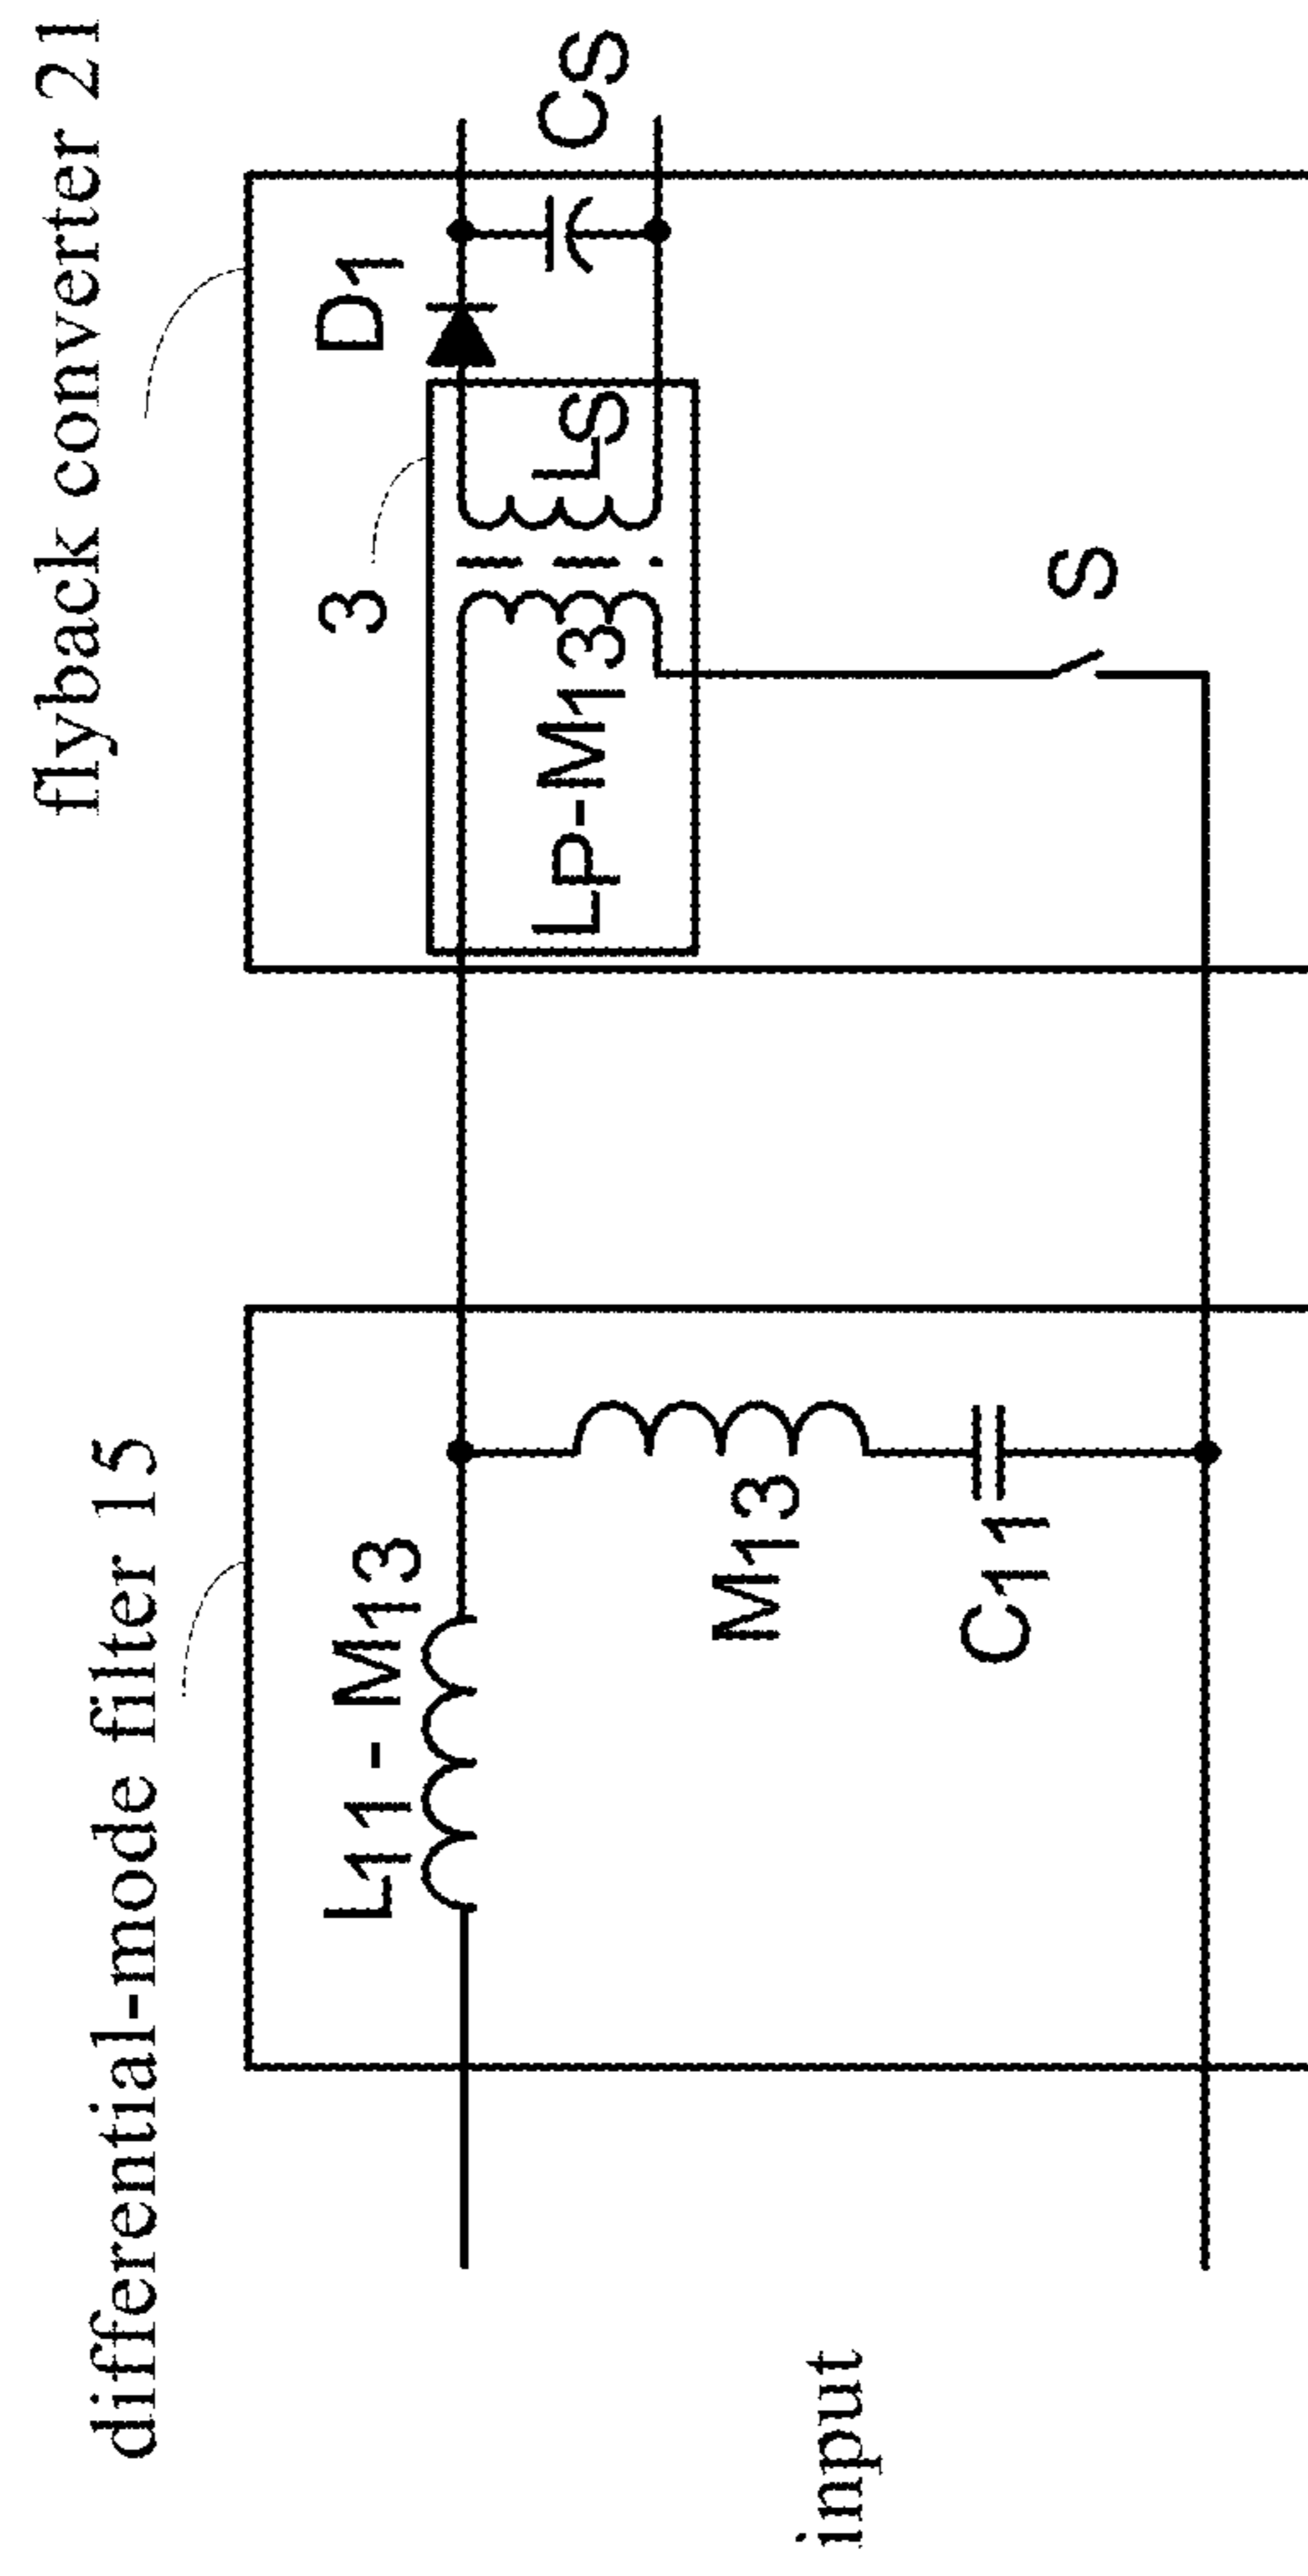 differential-mode filter 15
flyback converter 21
L11 - M13
3
D1
LP-M13
LS
CS
M13
C11
S
input